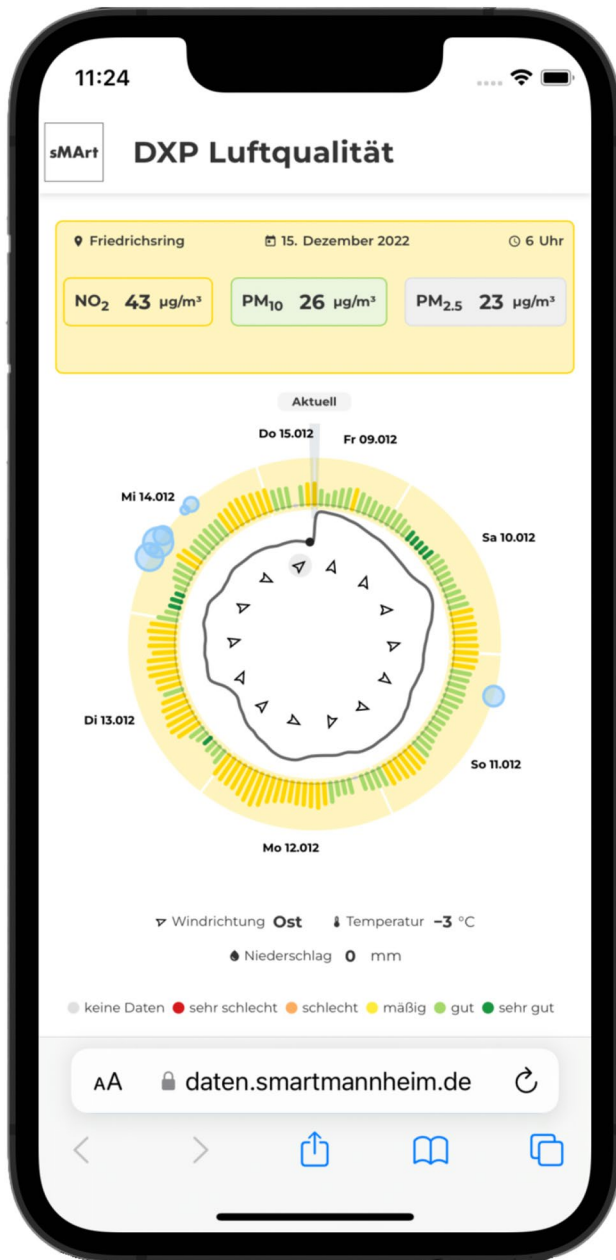 11:24
sMArt
DXP Luftqualität
Friedrichsring 15. Dezember 2022 6 Uhr
NO₂ 43 µg/m³ PM₁₀ 26 µg/m³ PM₂.₅ 23 µg/m³
Aktuell
Do 15.012 Fr 09.012
Mi 14.012
Sa 10.012
Di 13.012
So 11.012
Mo 12.012
Windrichtung Ost Temperatur −3 °C
Niederschlag 0 mm
keine Daten sehr schlecht schlecht mäßig gut sehr gut
AA daten.smartmannheim.de